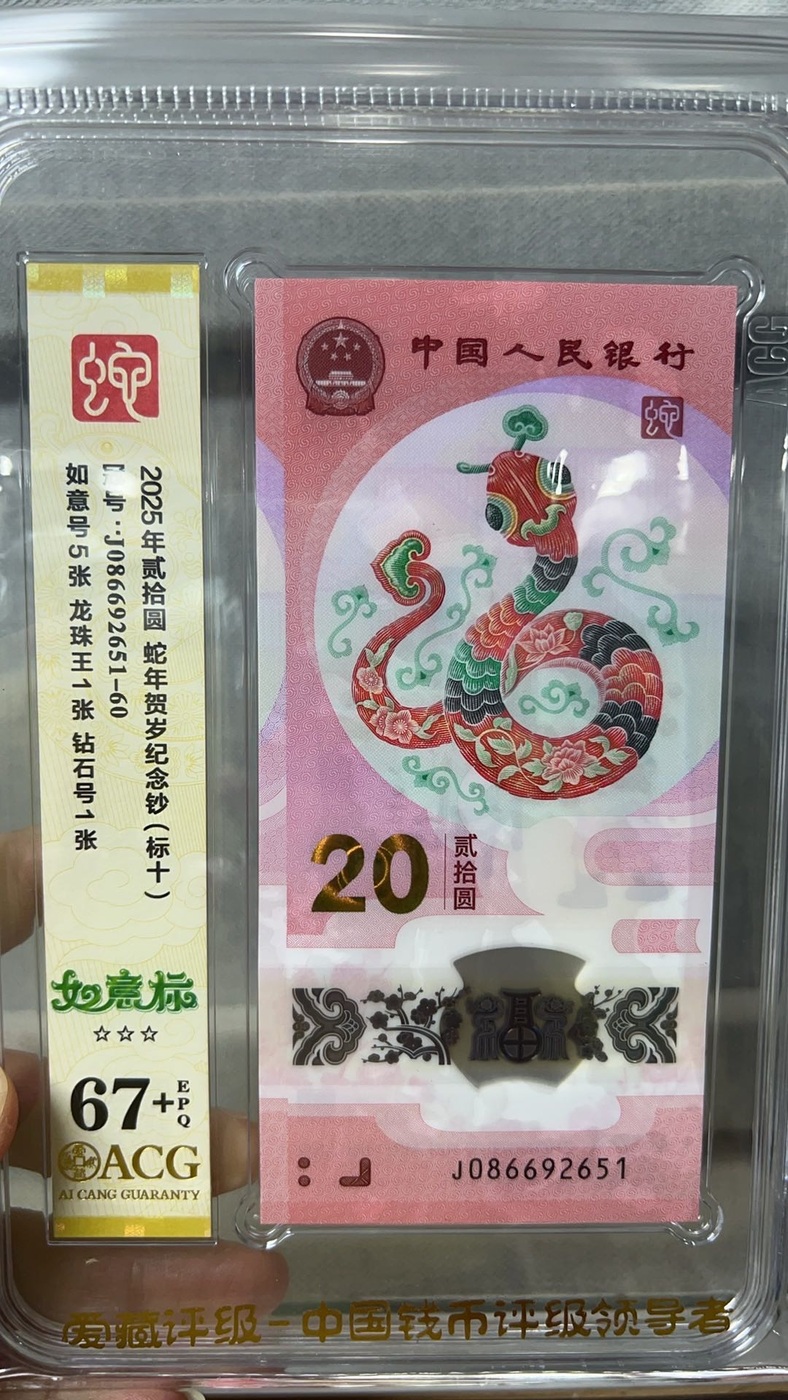 蛇
2025年贰拾圆 蛇年贺岁纪念钞(标十)
号:J086692651-60
如意号5张 龙珠王1张 钻石号1张
如意标
☆☆☆
67+EPQ
ACG
AI CANG GUARANTY
中国人民银行
蛇
20
贰拾圆
J086692651
爱藏评级-中国钱币评级领导者
ACG